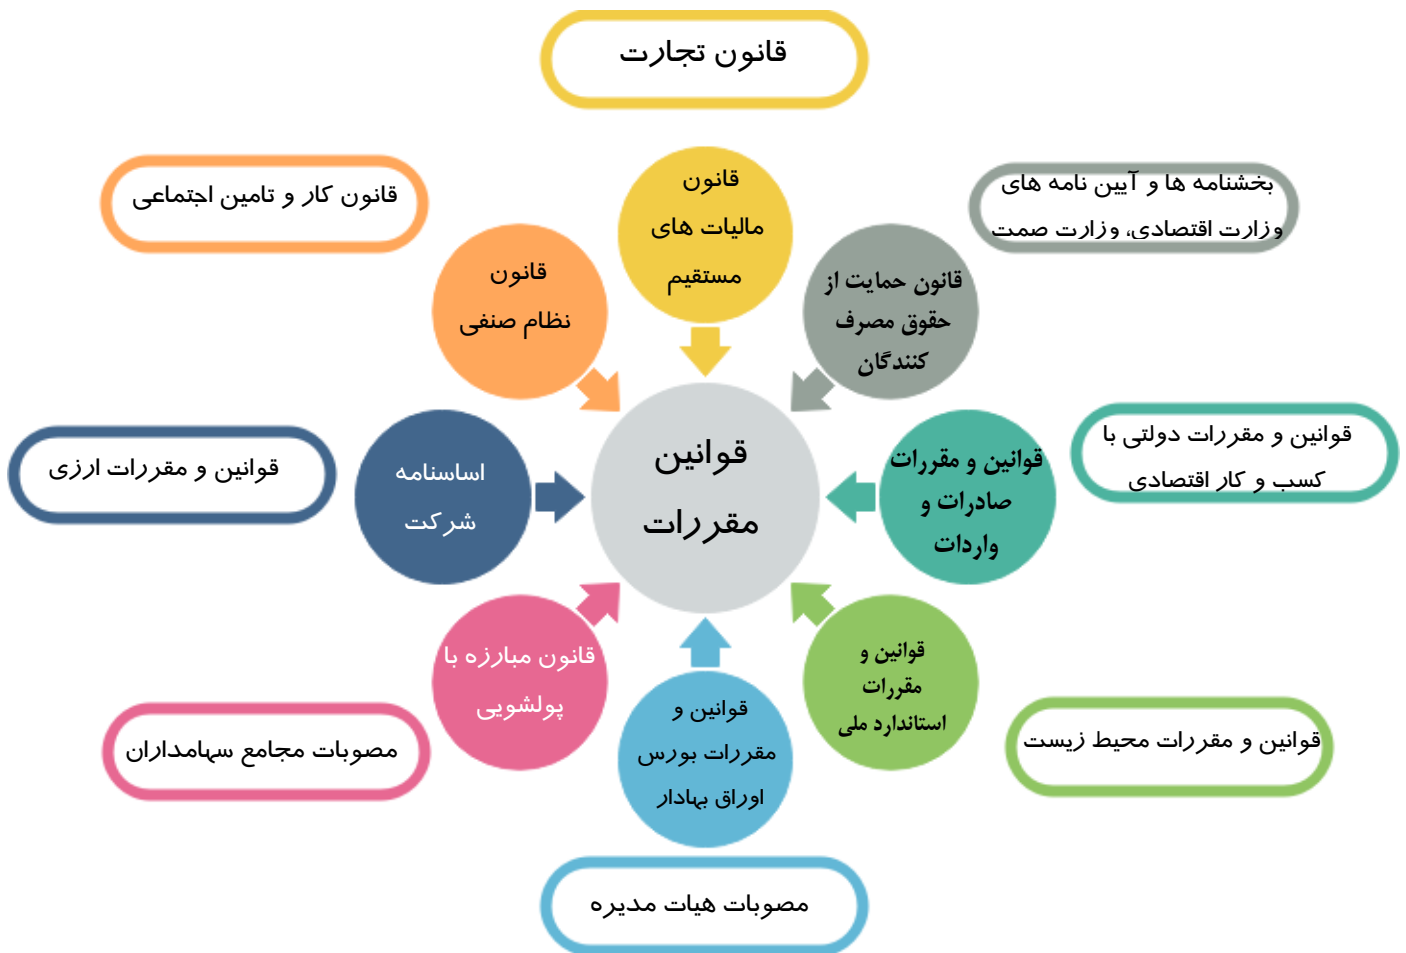 قانون تجارت
بخشنامه ها و آیین نامه های
وزارت اقتصادی، وزارت صمت
قانون کار و تامین اجتماعی
قانون
مالیات های
مستقیم
قانون حمایت از
حقوق مصرف
کنندگان
قانون
نظام صنفی
قوانین و مقررات دولتی با
کسب و کار اقتصادی
قوانین و مقررات
صادرات و
واردات
قوانین
مقررات
اساسنامه
شرکت
قوانین و مقررات ارزی
قوانین و
مقررات
استاندارد ملی
قانون مبارزه با
پولشویی
قوانین و
مقررات بورس
اوراق بهادار
قوانین و مقررات محیط زیست
مصوبات مجامع سهامداران
مصوبات هیات مدیره